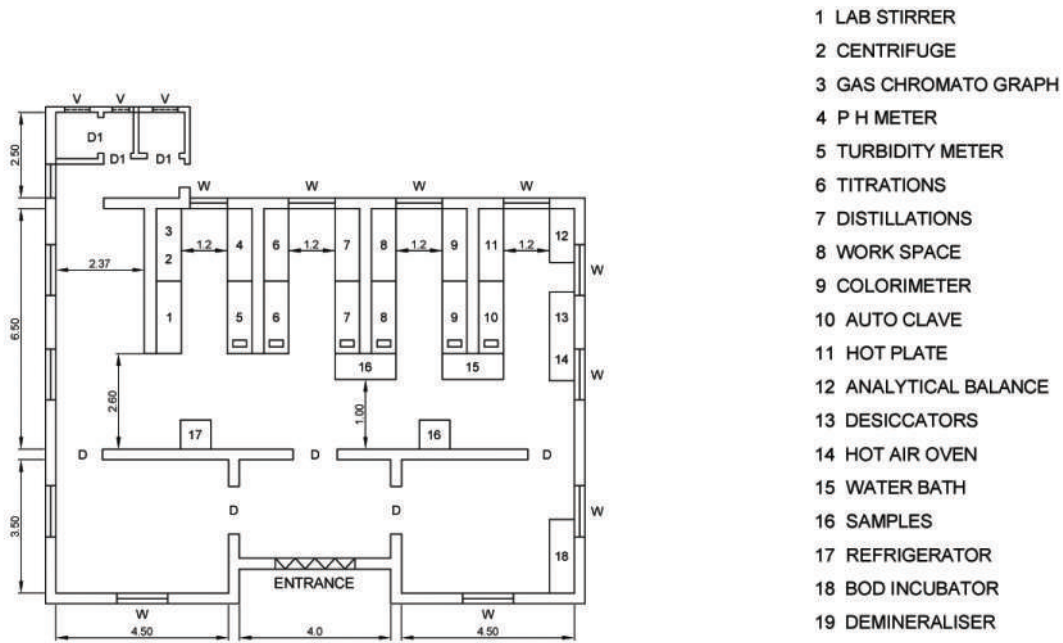 1 LAB STIRRER
2 CENTRIFUGE
3 GAS CHROMATO GRAPH
4 P H METER
5 TURBIDITY METER
6 TITRATIONS
7 DISTILLATIONS
8 WORK SPACE
9 COLORIMETER
10 AUTO CLAVE
11 HOT PLATE
12 ANALYTICAL BALANCE
13 DESICCATORS
14 HOT AIR OVEN
15 WATER BATH
16 SAMPLES
17 REFRIGERATOR
18 BOD INCUBATOR
19 DEMINERALISER
V V V
D1
D1 D1
2.50
W W W W
3 4 6 7 8 9 11 12
1.2 1.2 1.2 1.2
2
2.37
W
6.50
1 5 6 7 8 9 10 13
14
16 15
W
2.60
1.00
17 16
D D D
3.50
D D
W
18
ENTRANCE
W W
4.50 4.0 4.50